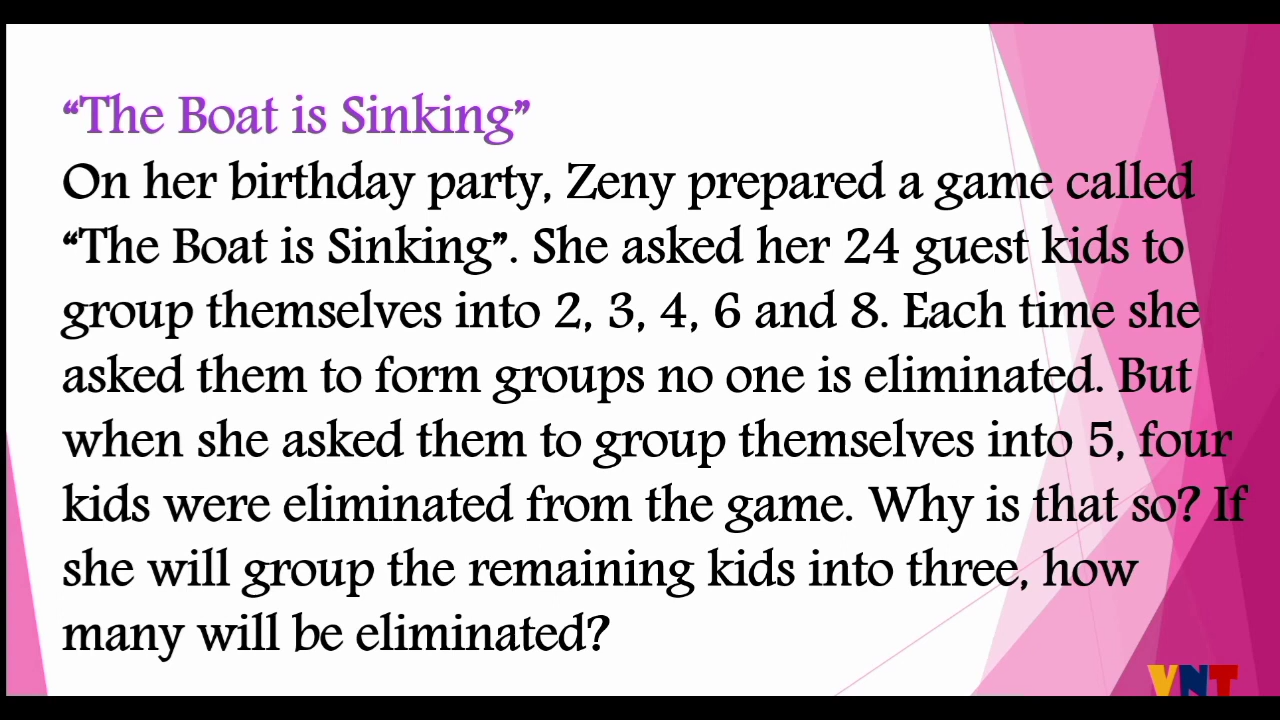 “The Boat is Sinking”
On her birthday party, Zeny prepared a game called
“The Boat is Sinking”. She asked her 24 guest kids to
group themselves into 2, 3, 4, 6 and 8. Each time she
asked them to form groups no one is eliminated. But
when she asked them to group themselves into 5, four
kids were eliminated from the game. Why is that so? If
she will group the remaining kids into three, how
many will be eliminated?
VNT